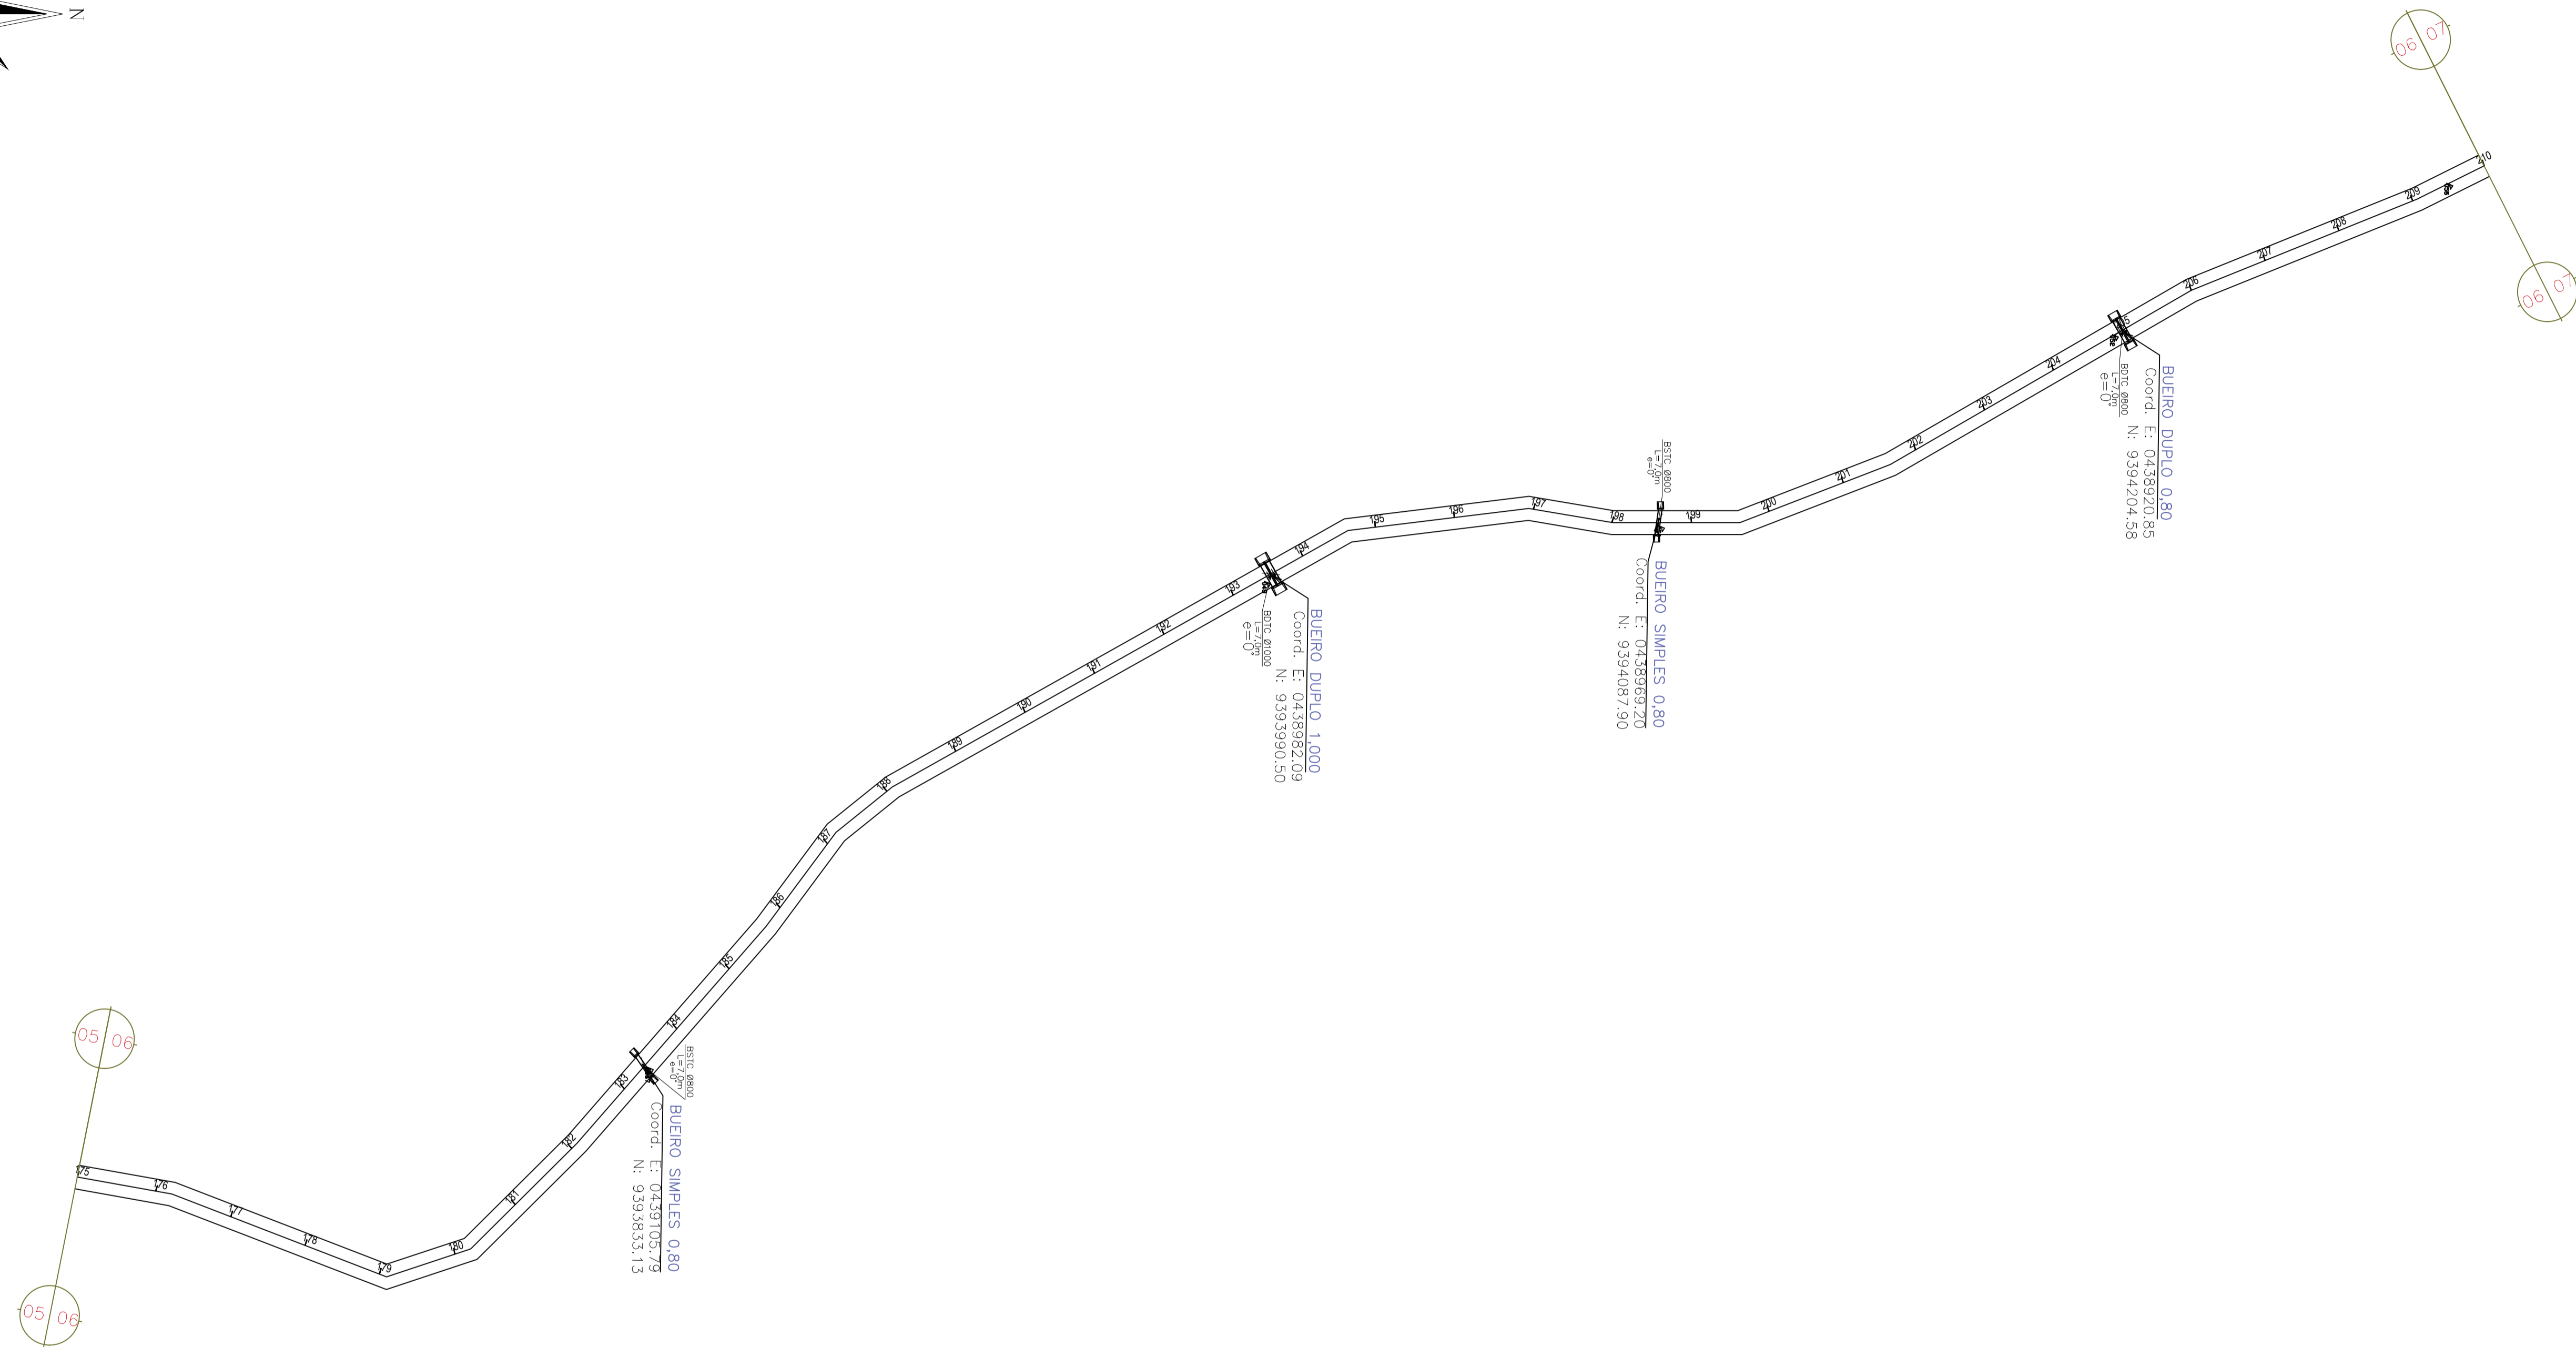 N
06 07
06 07
210
209
208
207
206
204
203
202
201
200
199
198
197
196
195
194
193
192
191
190
189
188
187
186
185
184
183
182
181
180
179
178
177
176
175
BUEIRO DUPLO 0,80
Coord. E: 0438920.85
N: 9394204.58
BDTC Ø800
L=7,0m
e=0°
BSTC Ø800
L=7,0m
e=0°
BUEIRO SIMPLES 0,80
Coord. E: 0438969.20
N: 9394087.90
BUEIRO DUPLO 1,000
Coord. E: 0438982.09
N: 9393990.50
BDTC Ø1000
L=7,0m
e=0°
BSTC Ø800
L=7,0m
e=0°
BUEIRO SIMPLES 0,80
Coord. E: 0439105.79
N: 9393833.13
05 06
05 06